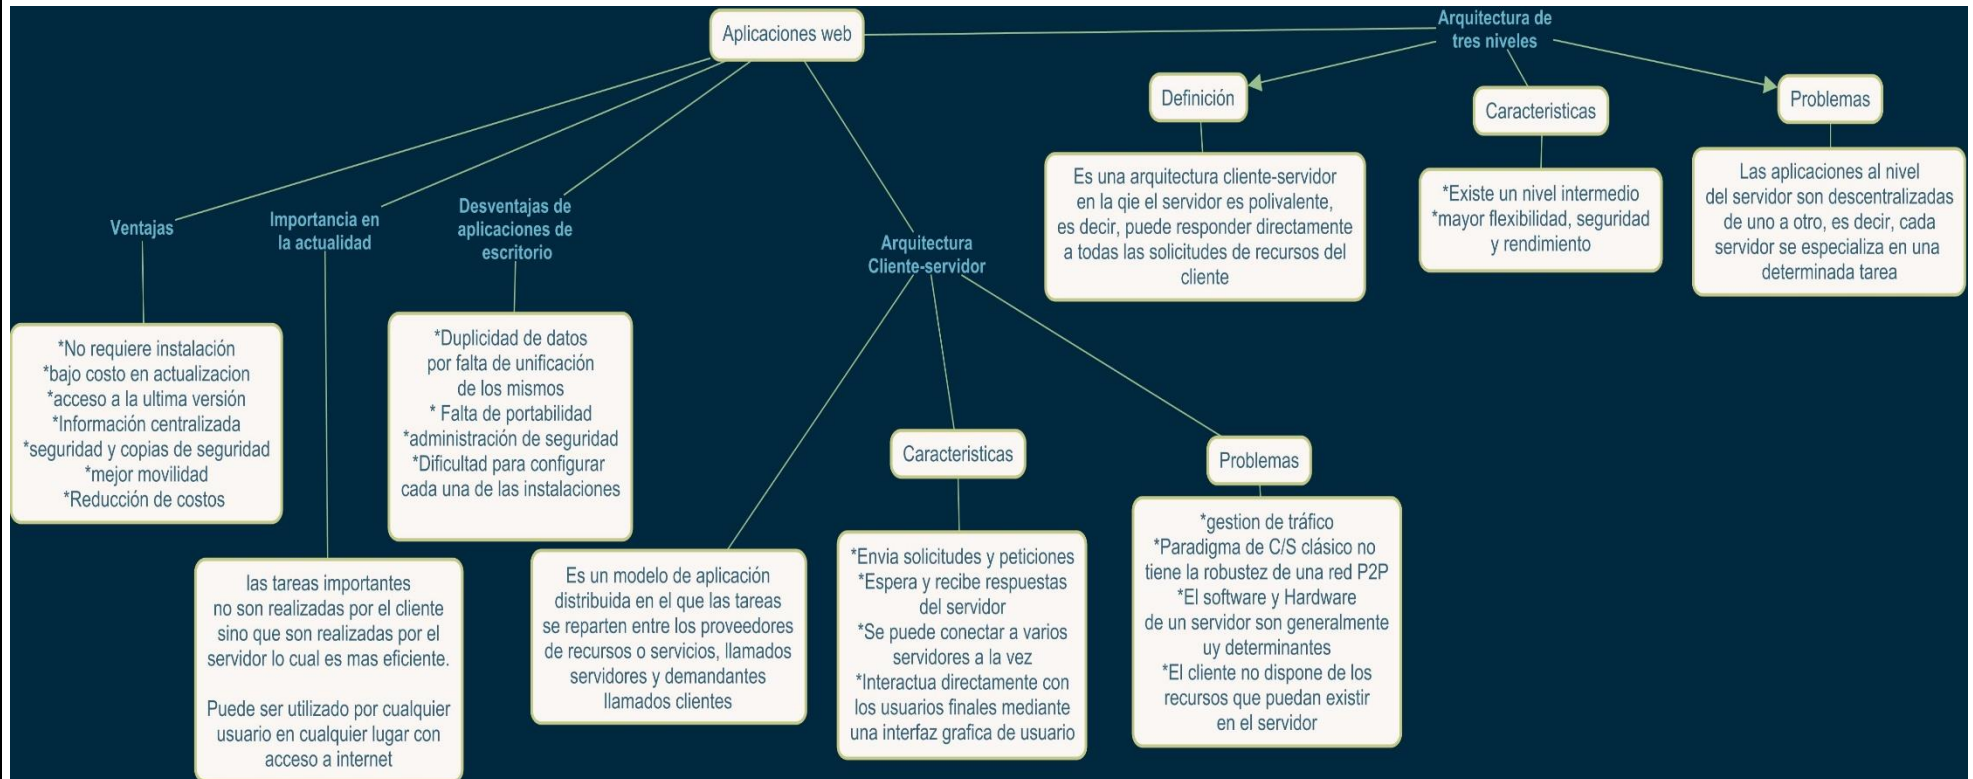 Aplicaciones web
Arquitectura de
tres niveles
Definición
Caracteristicas
Problemas
Es una arquitectura cliente-servidor
en la qie el servidor es polivalente,
es decir, puede responder directamente
a todas las solicitudes de recursos del
cliente
*Existe un nivel intermedio
*mayor flexibilidad, seguridad
y rendimiento
Las aplicaciones al nivel
del servidor son descentralizadas
de uno a otro, es decir, cada
servidor se especializa en una
determinada tarea
Ventajas
Importancia en
la actualidad
Desventajas de
aplicaciones de
escritorio
Arquitectura
Cliente-servidor
*No requiere instalación
*bajo costo en actualizacion
*acceso a la ultima versión
*Información centralizada
*seguridad y copias de seguridad
*mejor movilidad
*Reducción de costos
*Duplicidad de datos
por falta de unificación
de los mismos
* Falta de portabilidad
*administración de seguridad
*Dificultad para configurar
cada una de las instalaciones
Caracteristicas
Problemas
las tareas importantes
no son realizadas por el cliente
sino que son realizadas por el
servidor lo cual es mas eficiente.
Puede ser utilizado por cualquier
usuario en cualquier lugar con
acceso a internet
Es un modelo de aplicación
distribuida en el que las tareas
se reparten entre los proveedores
de recursos o servicios, llamados
servidores y demandantes
llamados clientes
*Envia solicitudes y peticiones
*Espera y recibe respuestas
del servidor
*Se puede conectar a varios
servidores a la vez
*Interactua directamente con
los usuarios finales mediante
una interfaz grafica de usuario
*gestion de tráfico
*Paradigma de C/S clásico no
tiene la robustez de una red P2P
*El software y Hardware
de un servidor son generalmente
uy determinantes
*El cliente no dispone de los
recursos que puedan existir
en el servidor